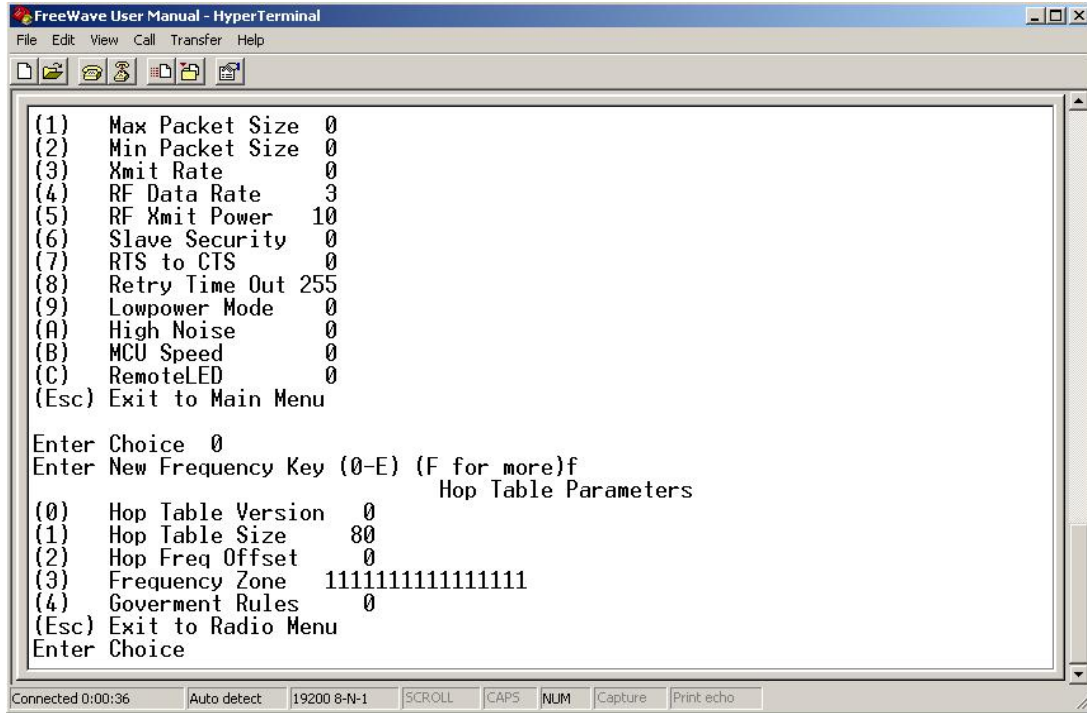 FreeWave User Manual - HyperTerminal
File Edit View Call Transfer Help
(1) Max Packet Size 0
(2) Min Packet Size 0
(3) Xmit Rate 0
(4) RF Data Rate 3
(5) RF Xmit Power 10
(6) Slave Security 0
(7) RTS to CTS 0
(8) Retry Time Out 255
(9) Lowpower Mode 0
(A) High Noise 0
(B) MCU Speed 0
(C) RemoteLED 0
(Esc) Exit to Main Menu
Enter Choice 0
Enter New Frequency Key (0-E) (F for more)f
Hop Table Parameters
(0) Hop Table Version 0
(1) Hop Table Size 80
(2) Hop Freq Offset 0
(3) Frequency Zone 1111111111111111
(4) Goverment Rules 0
(Esc) Exit to Radio Menu
Enter Choice
Connected 0:00:36 Auto detect 19200 8-N-1 SCROLL CAPS NUM Capture Print echo